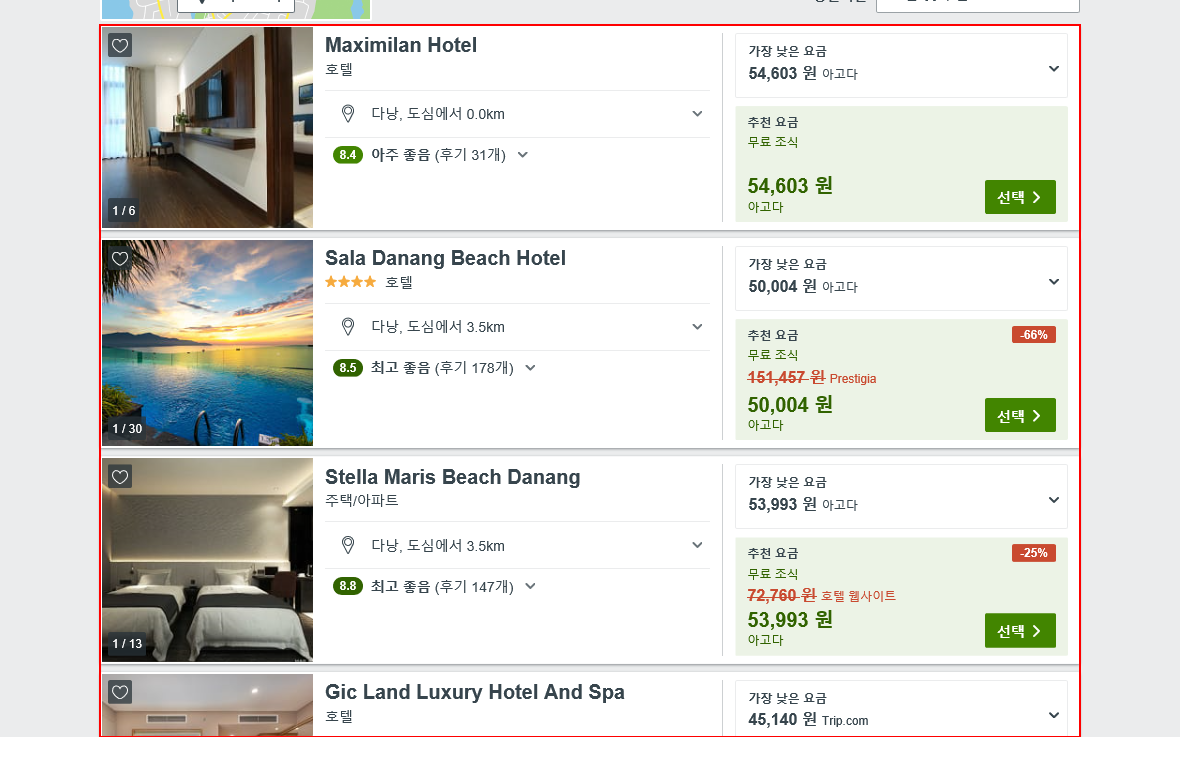 Maximilan Hotel
호텔
다낭, 도심에서 0.0km
8.4 아주 좋음 (후기 31개)
1 / 6
가장 낮은 요금
54,603 원 아고다
추천 요금
무료 조식
54,603 원
아고다
선택
Sala Danang Beach Hotel
호텔
다낭, 도심에서 3.5km
8.5 최고 좋음 (후기 178개)
1 / 30
가장 낮은 요금
50,004 원 아고다
추천 요금
-66%
무료 조식
151,457 원 Prestigia
50,004 원
아고다
선택
Stella Maris Beach Danang
주택/아파트
다낭, 도심에서 3.5km
8.8 최고 좋음 (후기 147개)
1 / 13
가장 낮은 요금
53,993 원 아고다
추천 요금
-25%
무료 조식
72,760 원 호텔 웹사이트
53,993 원
아고다
선택
Gic Land Luxury Hotel And Spa
호텔
가장 낮은 요금
45,140 원 Trip.com